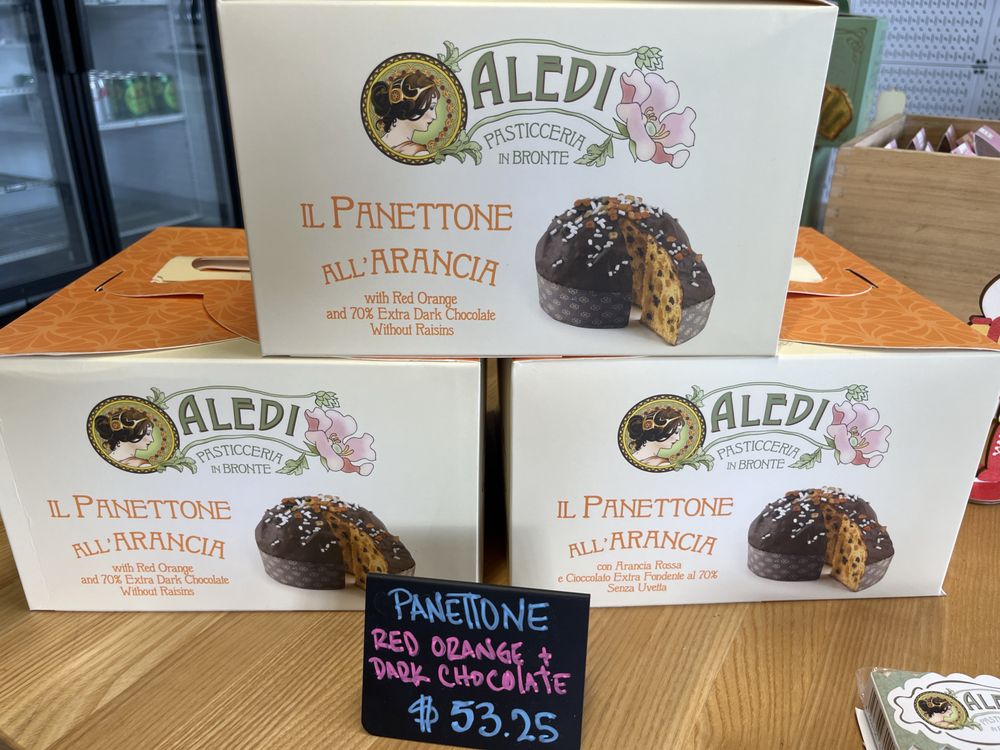 ALEDI
PASTICCERIA
IN BRONTE
IL PANETTONE
ALL'ARANCIA
with Red Orange
and 70% Extra Dark Chocolate
Without Raisins
ALEDI
PASTICCERIA
IN BRONTE
IL PANETTONE
ALL'ARANCIA
with Red Orange
and 70% Extra Dark Chocolate
Without Raisins
ALEDI
PASTICCERIA
IN BRONTE
IL PANETTONE
ALL'ARANCIA
con Arancia Rossa
e Cioccolato Extra Fondente al 70%
Senza Uvetta
PANETTONE
RED ORANGE +
DARK CHOCOLATE
$ 53.25